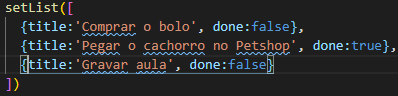 setList([
{title:'Comprar o bolo', done:false},
{title:'Pegar o cachorro no Petshop', done:true},
{title:'Gravar aula', done:false}
])